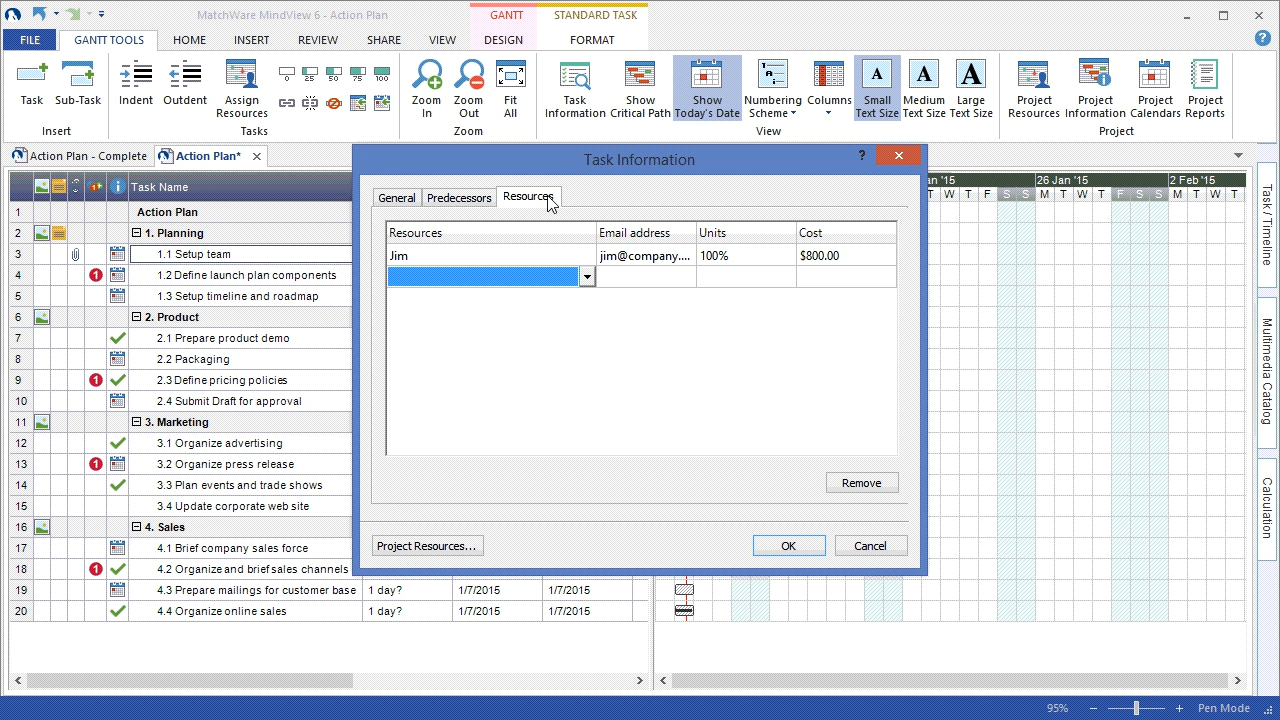 MatchWare MindView 6 - Action Plan
GANTT
STANDARD TASK
FILE
GANTT TOOLS
HOME
INSERT
REVIEW
SHARE
VIEW
DESIGN
FORMAT
Task
Sub-Task
Insert
Indent
Outdent
Assign
Resources
0
25
50
75
100
Tasks
Zoom
In
Zoom
Out
Fit
All
Zoom
Task
Information
Show
Critical Path
Show
Today's Date
Numbering
Scheme
Columns
Small
Text Size
Medium
Text Size
Large
Text Size
View
Project
Resources
Project
Information
Project
Calendars
Project
Reports
Project
Action Plan - Complete
Action Plan*
Task Name
1 Action Plan
2 1. Planning
3 1.1 Setup team
4 1.2 Define launch plan components
5 1.3 Setup timeline and roadmap
6 2. Product
7 2.1 Prepare product demo
8 2.2 Packaging
9 2.3 Define pricing policies
10 2.4 Submit Draft for approval
11 3. Marketing
12 3.1 Organize advertising
13 3.2 Organize press release
14 3.3 Plan events and trade shows
15 3.4 Update corporate web site
16 4. Sales
17 4.1 Brief company sales force
18 4.2 Organize and brief sales channels
19 4.3 Prepare mailings for customer base 1 day? 1/7/2015 1/7/2015
20 4.4 Organize online sales 1 day? 1/7/2015 1/7/2015
Task Information
General
Predecessors
Resources
Resources Email address Units Cost
Jim jim@company.... 100% $800.00
Remove
Project Resources...
OK
Cancel
'15
26 Jan '15
2 Feb '15
T W T F S S M T W T F S S M T W T
Task / Timeline
Multimedia Catalog
Calculation
95%
Pen Mode